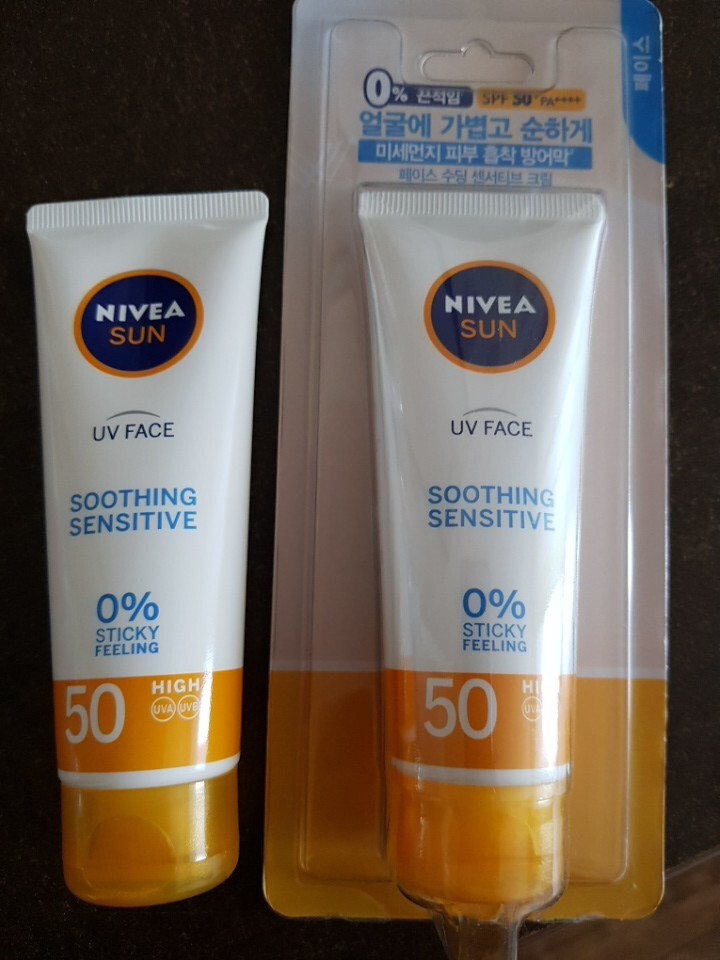 NIVEA
SUN
UV FACE
SOOTHING
SENSITIVE
0%
STICKY
FEELING
50
HIGH
UVA UVB
페이스
0% 끈적임 SPF 50+ PA++++
얼굴에 가볍고 순하게
미세먼지 피부 흡착 방어막*
페이스 수딩 센서티브 크림
NIVEA
SUN
UV FACE
SOOTHING
SENSITIVE
0%
STICKY
FEELING
50